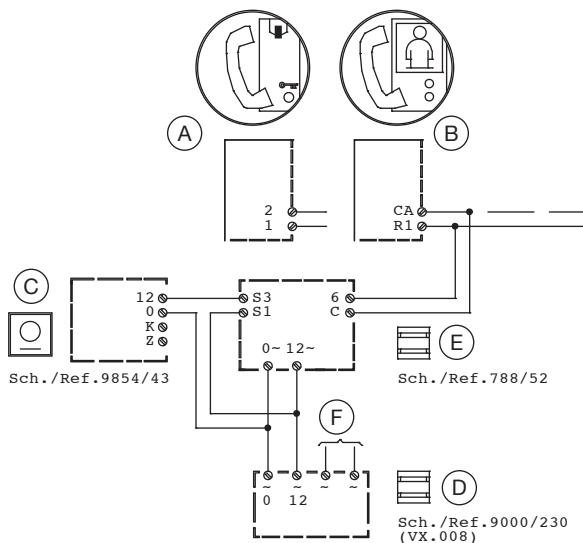 A
B
2
1
CA
R1
C
12
0
K
Z
S3
S1
6
C
0~ 12~
E
Sch./Ref.9854/43
Sch./Ref.788/52
F
~ ~ ~ ~
0 12
D
Sch./Ref.9000/230
(VX.008)